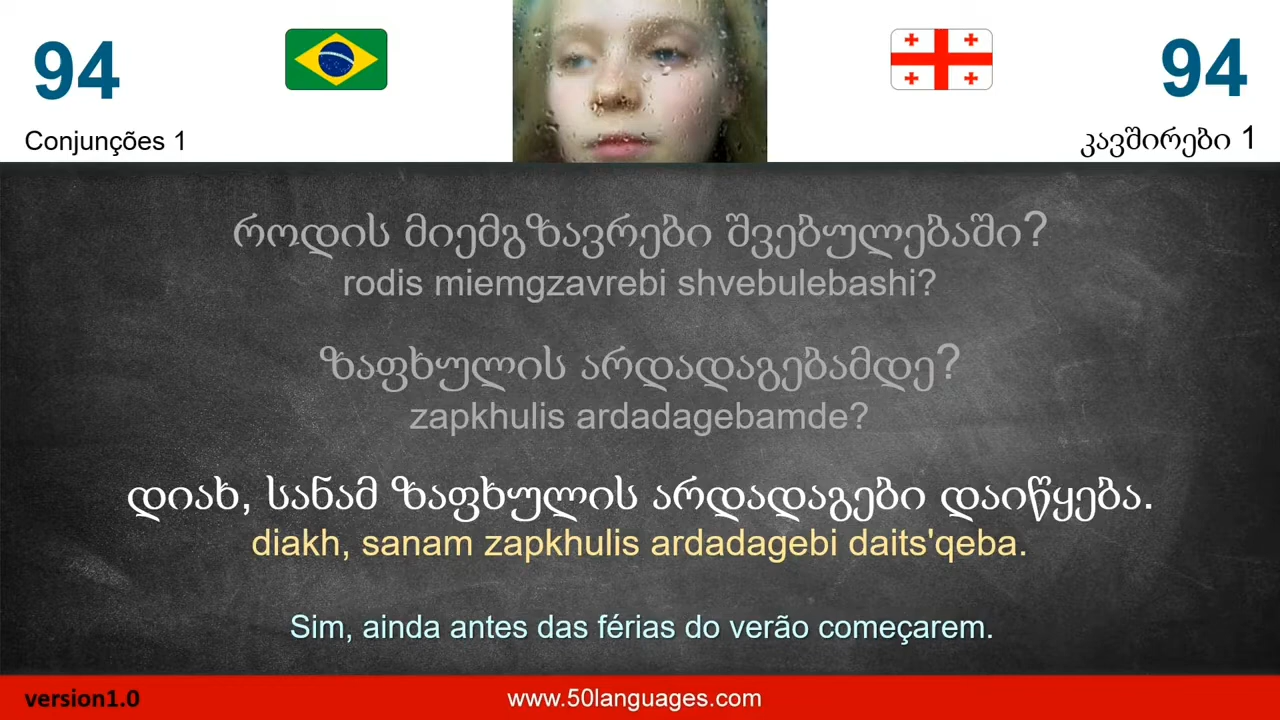 94
94
Conjunções 1
კავშირები 1
როდის მიემგზავრები შვებულებაში?
rodis miemgzavrebi shvebulebashi?
ზაფხულის არდადაგებამდე?
zapkhulis ardadagebamde?
დიახ, სანამ ზაფხულის არდადაგები დაიწყება.
diakh, sanam zapkhulis ardadagebi daits'qeba.
Sim, ainda antes das férias do verão começarem.
version1.0
www.50languages.com